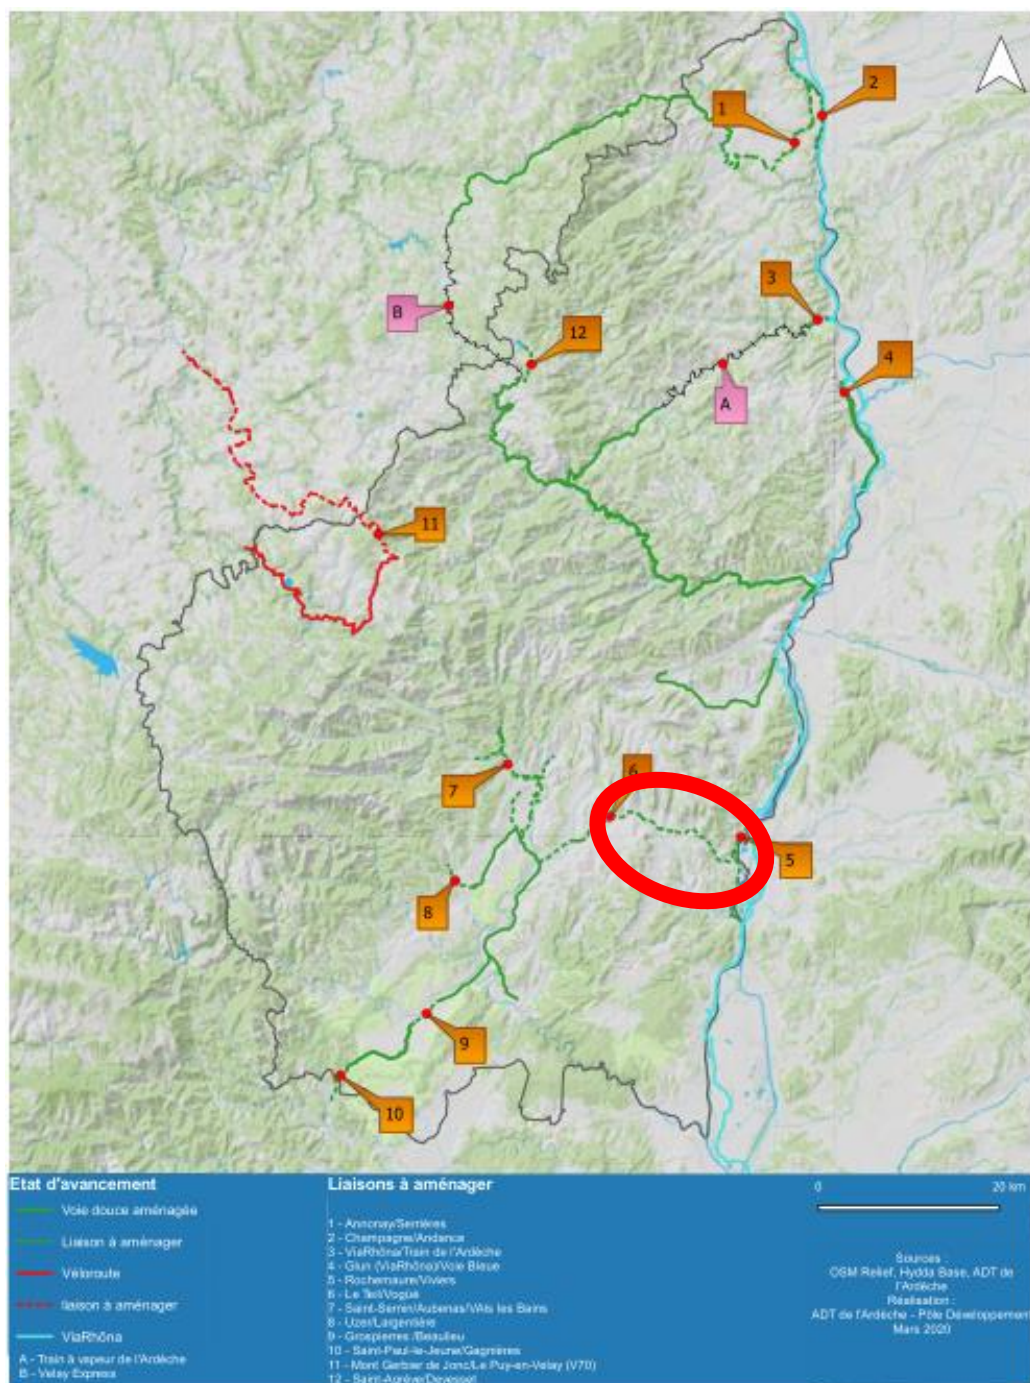 1
2
3
B
12
4
A
11
6
7
5
8
9
10
Etat d'avancement
Voie douce aménagée
Liaison à aménager
Véloroute
liaison à aménager
ViaRhôna
A - Train à vapeur de l'Ardèche
B - Velay Express
Liaisons à aménager
1 - Annonay/Serrières
2 - Champagne/Andance
3 - ViaRhôna/Train de l'Ardèche
4 - Glun (ViaRhôna)/Voie Bleue
5 - Rochemaure/Viviers
6 - Le Teil/Vogüé
7 - Saint-Sernin/Aubenas/Vals les Bains
8 - Uzer/Largentière
9 - Grospierres /Beaulieu
10 - Saint-Paul-le-Jeune/Gagnières
11 - Mont Gerbier de Jonc/Le Puy-en-Velay (V70)
12 - Saint-Agrève/Devesset
0 20 km
Sources :
OSM Relief, Hydda Base, ADT de
l'Ardèche
Réalisation :
ADT de l'Ardèche - Pôle Développement
Mars 2020